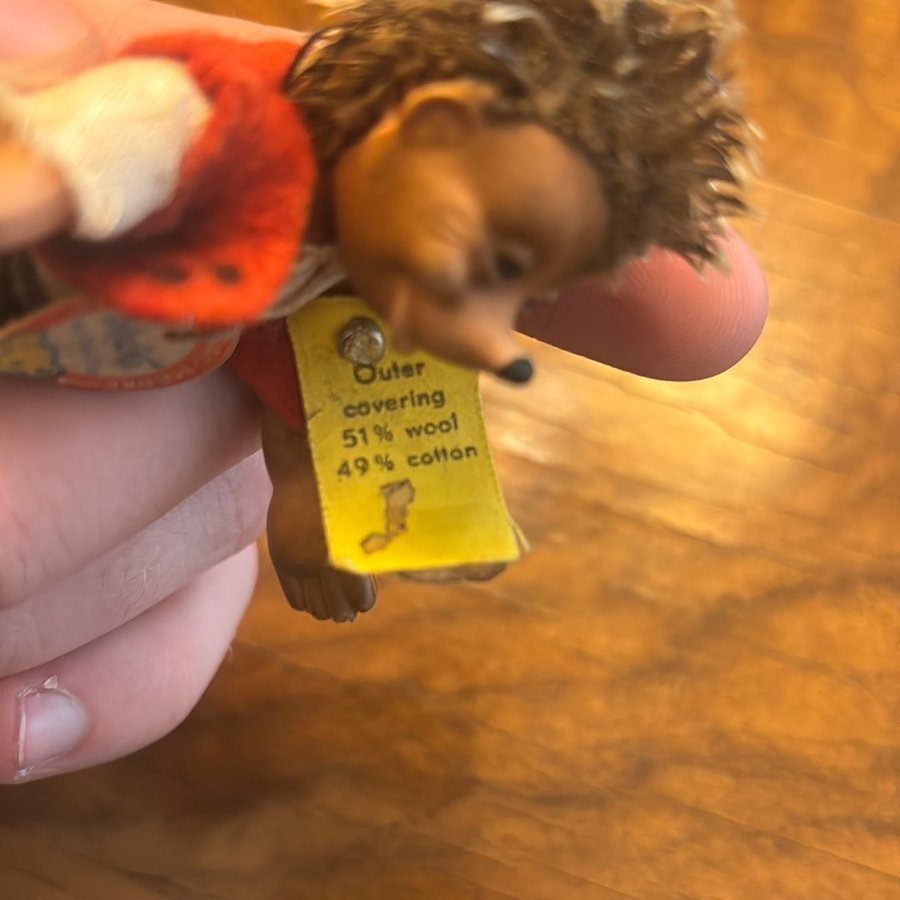 Outer
covering
51% wool
49% cotton